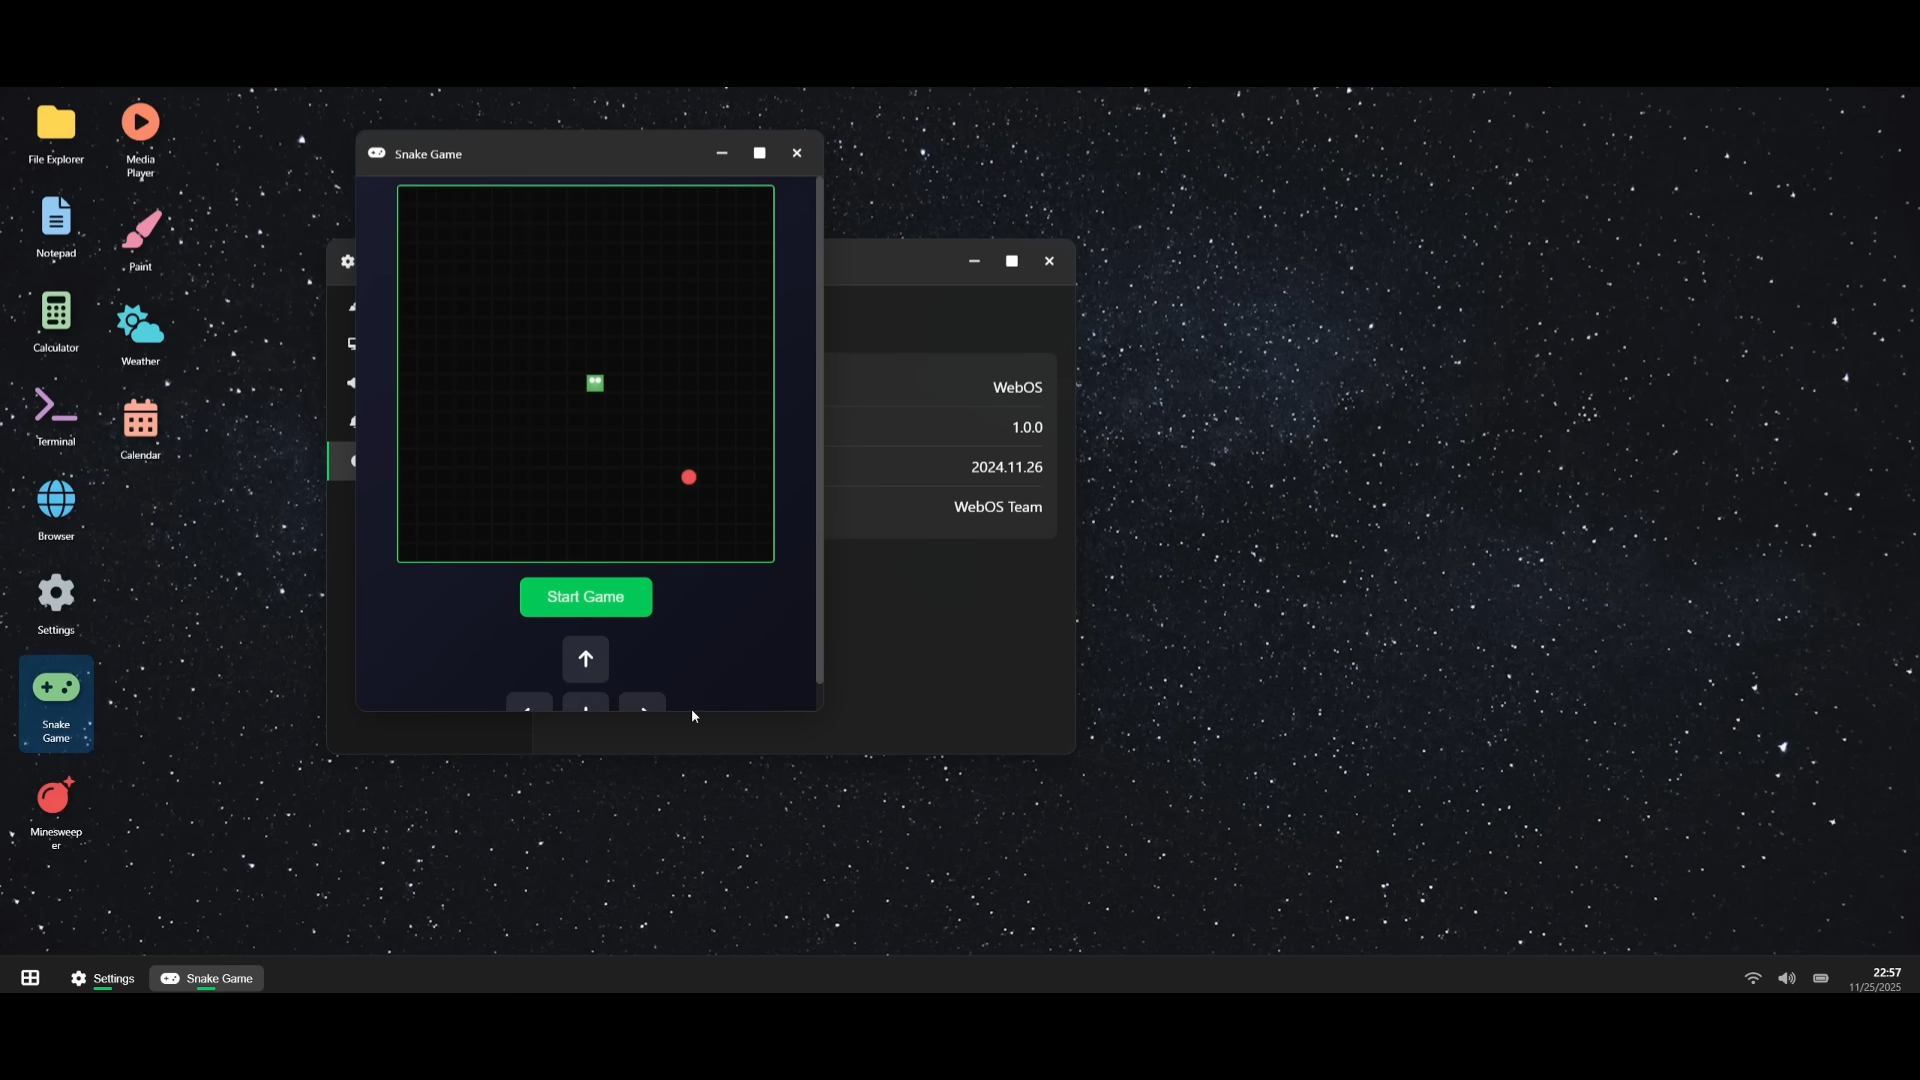 File Explorer
Media
Player
Notepad
Paint
Calculator
Weather
Terminal
Calendar
Browser
Settings
Snake
Game
Minesweep
er
Snake Game
Start Game
WebOS
1.0.0
2024.11.26
WebOS Team
Settings
Snake Game
22:57
11/25/2025